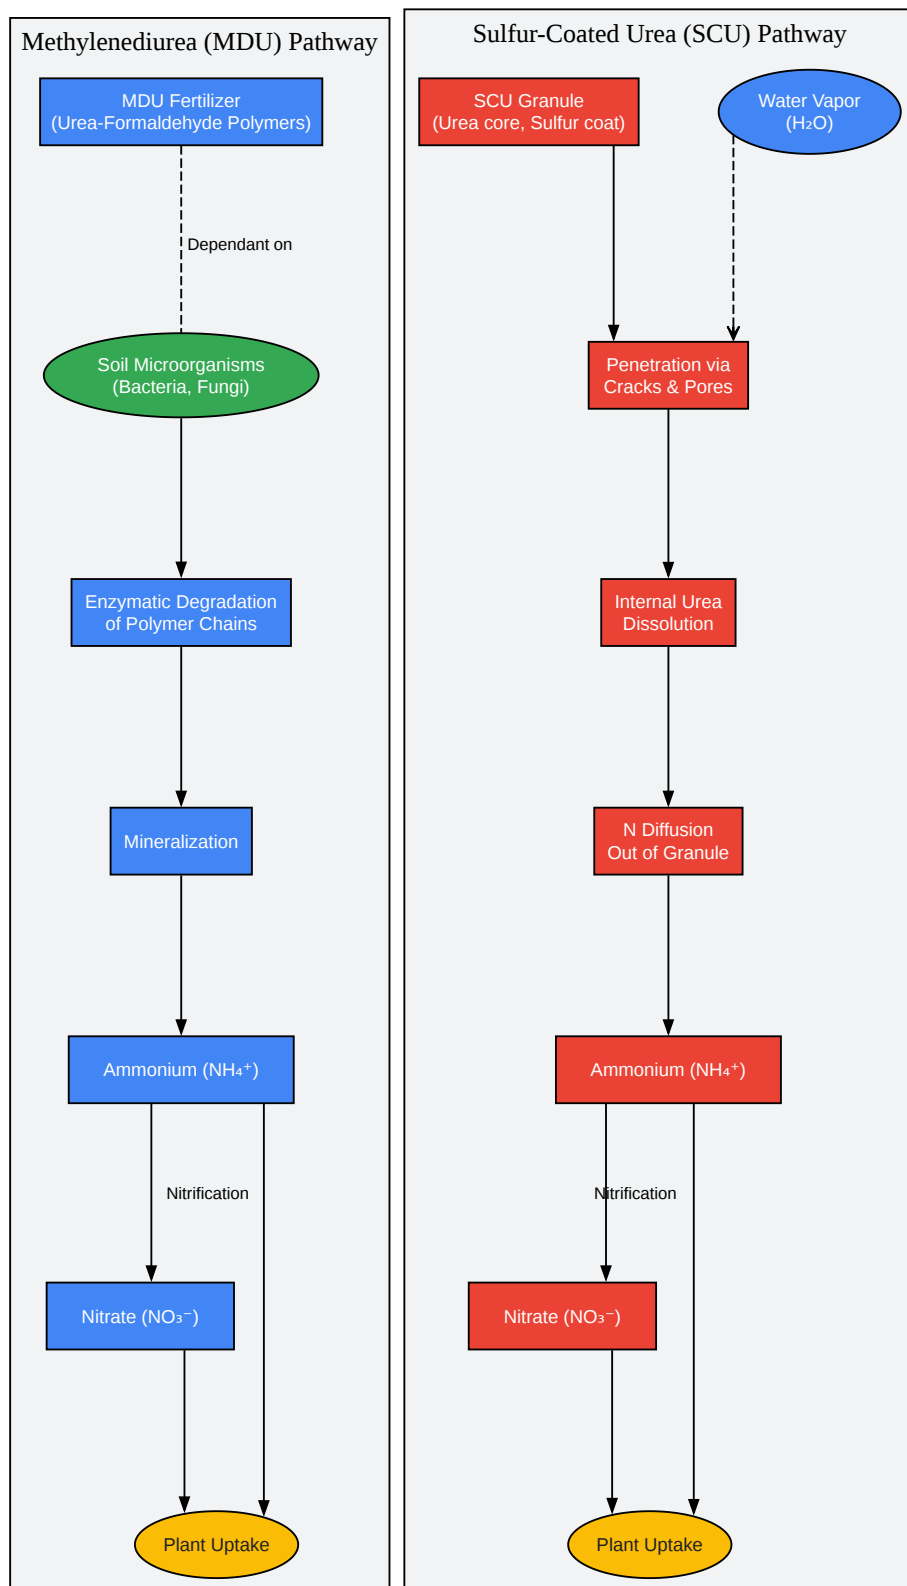 Methylenediurea (MDU) Pathway
MDU Fertilizer
(Urea-Formaldehyde Polymers)
Dependant on
Soil Microorganisms
(Bacteria, Fungi)
Enzymatic Degradation
of Polymer Chains
Mineralization
Ammonium (NH₄⁺)
Nitrification
Nitrate (NO₃⁻)
Plant Uptake
Sulfur-Coated Urea (SCU) Pathway
SCU Granule
(Urea core, Sulfur coat)
Water Vapor
(H₂O)
Penetration via
Cracks & Pores
Internal Urea
Dissolution
N Diffusion
Out of Granule
Ammonium (NH₄⁺)
Nitrification
Nitrate (NO₃⁻)
Plant Uptake